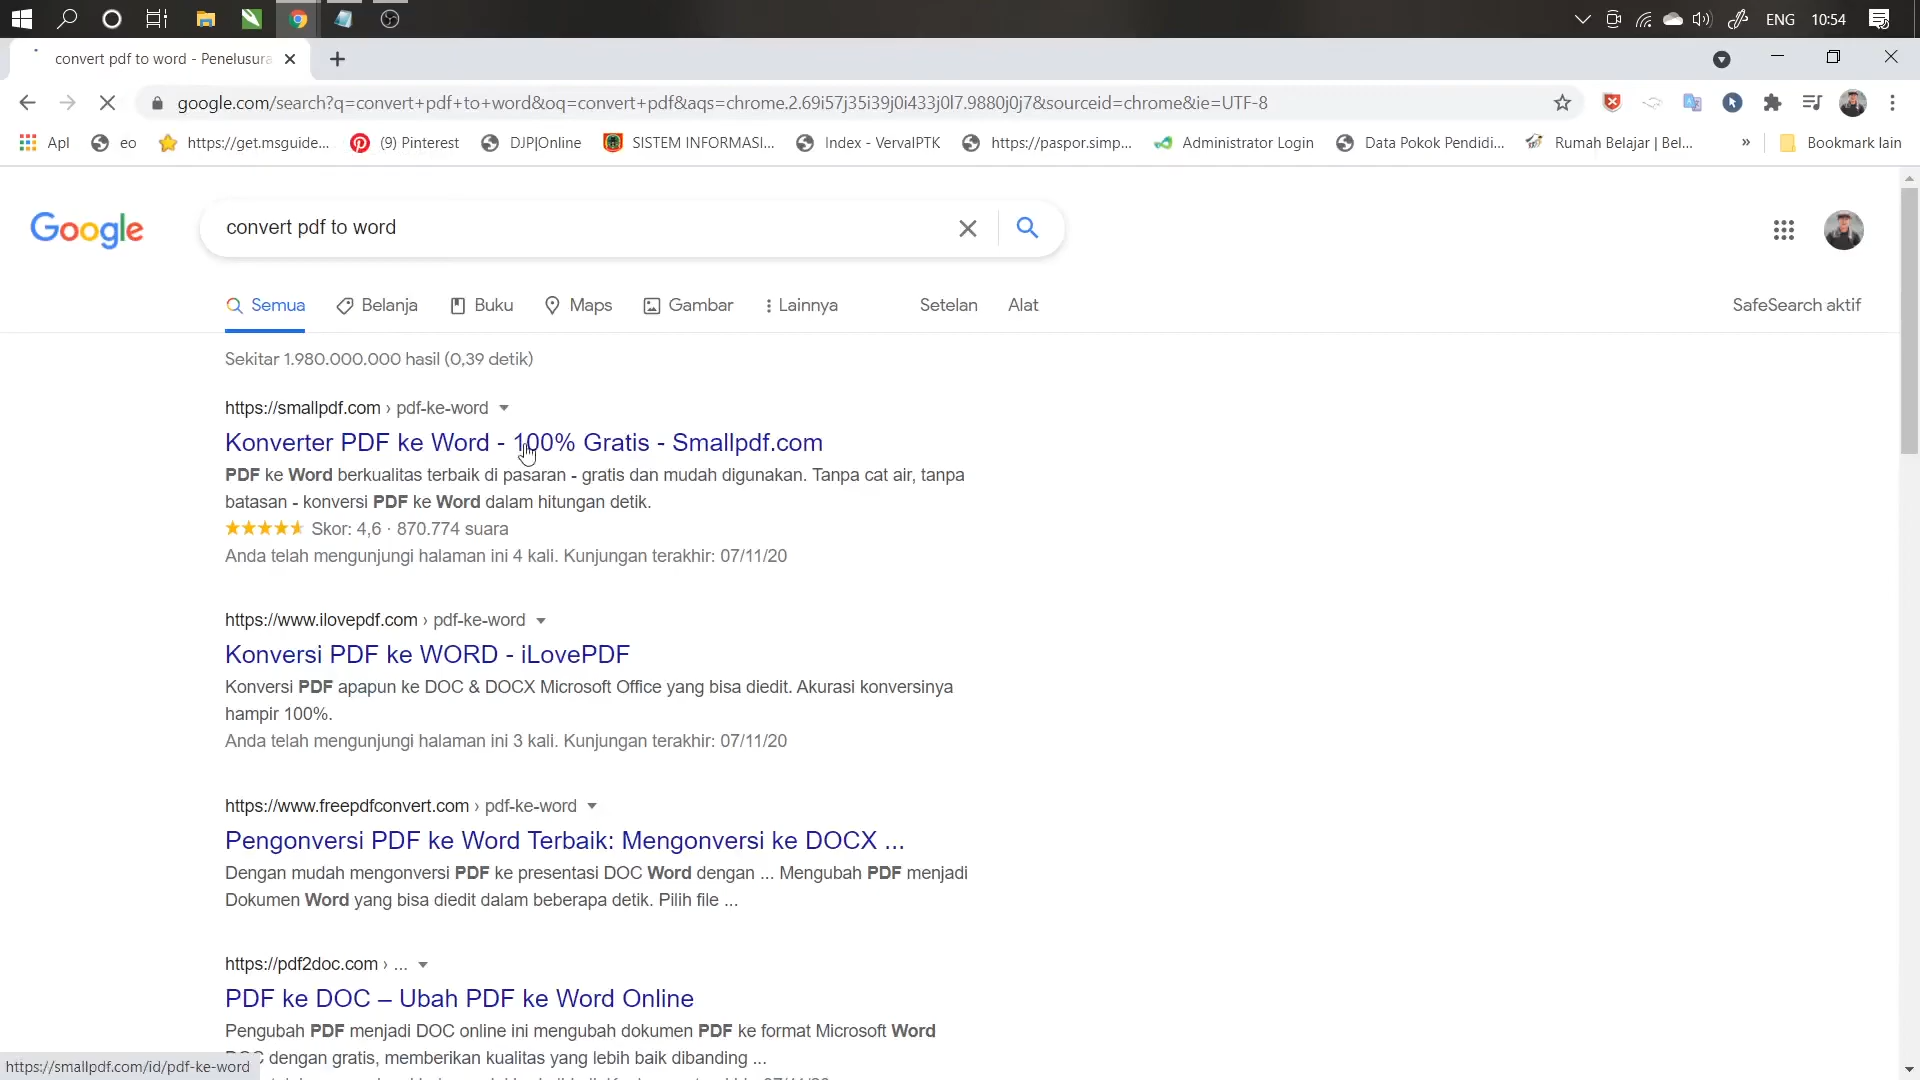 ENG 10:54
convert pdf to word - Penelusura
google.com/search?q=convert+pdf+to+word&oq=convert+pdf&aqs=chrome.2.69i57j35i39j0i433j0l7.9880j0j7&sourceid=chrome&ie=UTF-8
Apl eo https://get.msguide... (9) Pinterest DJP|Online SISTEM INFORMASI... Index - VervalPTK https://paspor.simp... Administrator Login Data Pokok Pendidi... Rumah Belajar | Bel... » Bookmark lain
Google convert pdf to word
Semua Belanja Buku Maps Gambar Lainnya Setelan Alat SafeSearch aktif
Sekitar 1.980.000.000 hasil (0,39 detik)
https://smallpdf.com › pdf-ke-word
Konverter PDF ke Word - 100% Gratis - Smallpdf.com
PDF ke Word berkualitas terbaik di pasaran - gratis dan mudah digunakan. Tanpa cat air, tanpa
batasan - konversi PDF ke Word dalam hitungan detik.
Skor: 4,6 · 870.774 suara
Anda telah mengunjungi halaman ini 4 kali. Kunjungan terakhir: 07/11/20
https://www.ilovepdf.com › pdf-ke-word
Konversi PDF ke WORD - iLovePDF
Konversi PDF apapun ke DOC & DOCX Microsoft Office yang bisa diedit. Akurasi konversinya
hampir 100%.
Anda telah mengunjungi halaman ini 3 kali. Kunjungan terakhir: 07/11/20
https://www.freepdfconvert.com › pdf-ke-word
Pengonversi PDF ke Word Terbaik: Mengonversi ke DOCX ...
Dengan mudah mengonversi PDF ke presentasi DOC Word dengan ... Mengubah PDF menjadi
Dokumen Word yang bisa diedit dalam beberapa detik. Pilih file ...
https://pdf2doc.com › ...
PDF ke DOC – Ubah PDF ke Word Online
Pengubah PDF menjadi DOC online ini mengubah dokumen PDF ke format Microsoft Word
DOC dengan gratis, memberikan kualitas yang lebih baik dibanding ...
https://smallpdf.com/id/pdf-ke-word